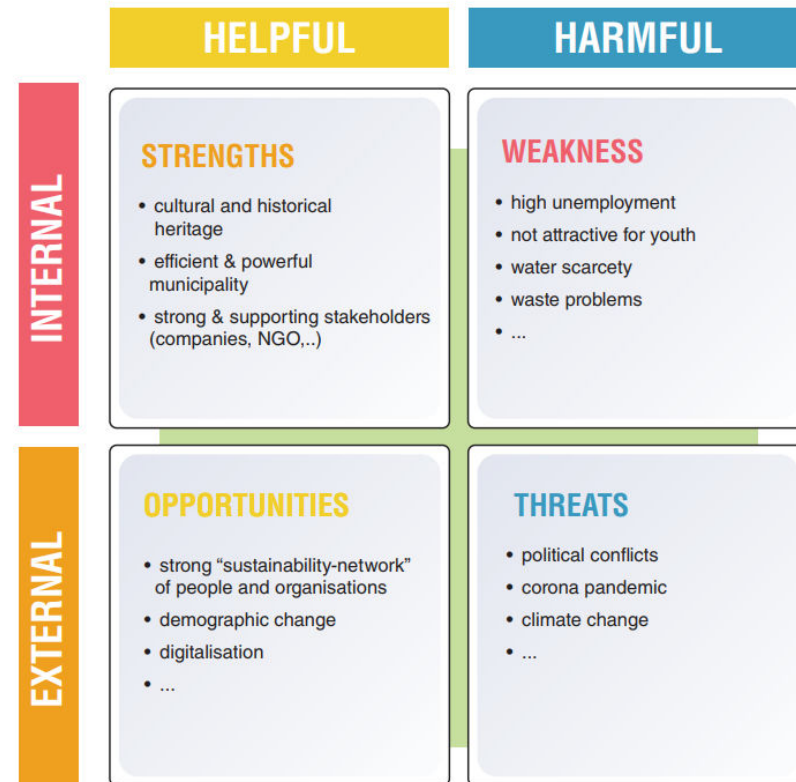 HELPFUL
HARMFUL
INTERNAL
STRENGTHS
• cultural and historical
heritage
• efficient & powerful
municipality
• strong & supporting stakeholders
(companies, NGO,..)
WEAKNESS
• high unemployment
• not attractive for youth
• water scarcety
• waste problems
• ...
EXTERNAL
OPPORTUNITIES
• strong “sustainability-network”
of people and organisations
• demographic change
• digitalisation
• ...
THREATS
• political conflicts
• corona pandemic
• climate change
• ...